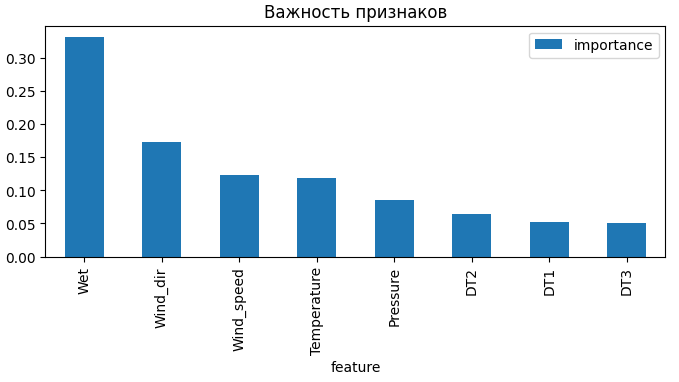 Важность признаков
importance
0.30
0.25
0.20
0.15
0.10
0.05
0.00
Wet
Wind_dir
Wind_speed
Temperature
Pressure
DT2
DT1
DT3
feature